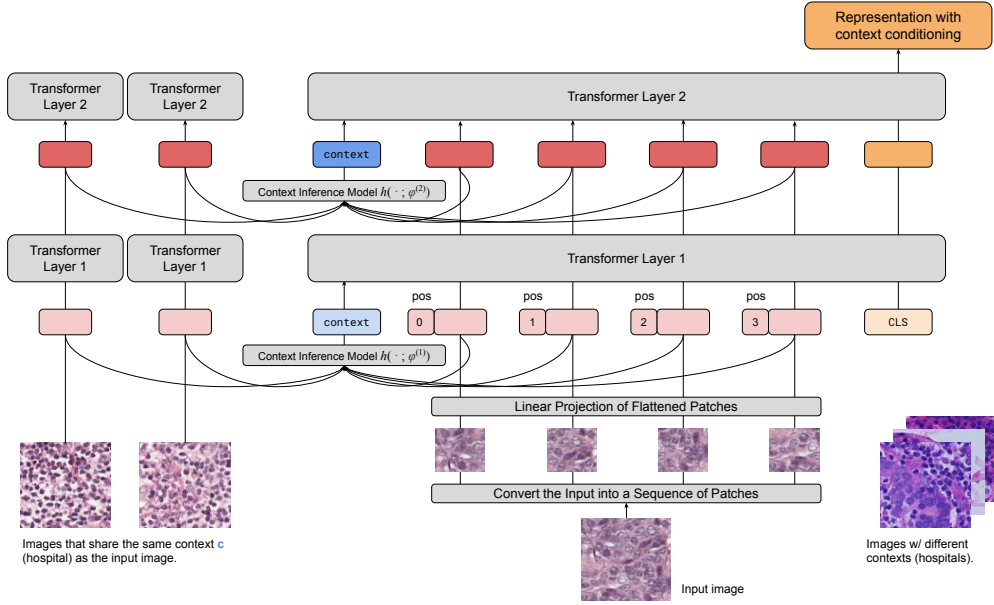 Representation with
context conditioning
Transformer
Layer 2
Transformer
Layer 2
Transformer Layer 2
context
Context Inference Model h( · ; φ(2))
Transformer
Layer 1
Transformer
Layer 1
Transformer Layer 1
pos
pos
pos
pos
context
0
1
2
3
CLS
Context Inference Model h( · ; φ(1))
Linear Projection of Flattened Patches
Convert the Input into a Sequence of Patches
Images that share the same context c
(hospital) as the input image.
Images w/ different
contexts (hospitals).
Input image